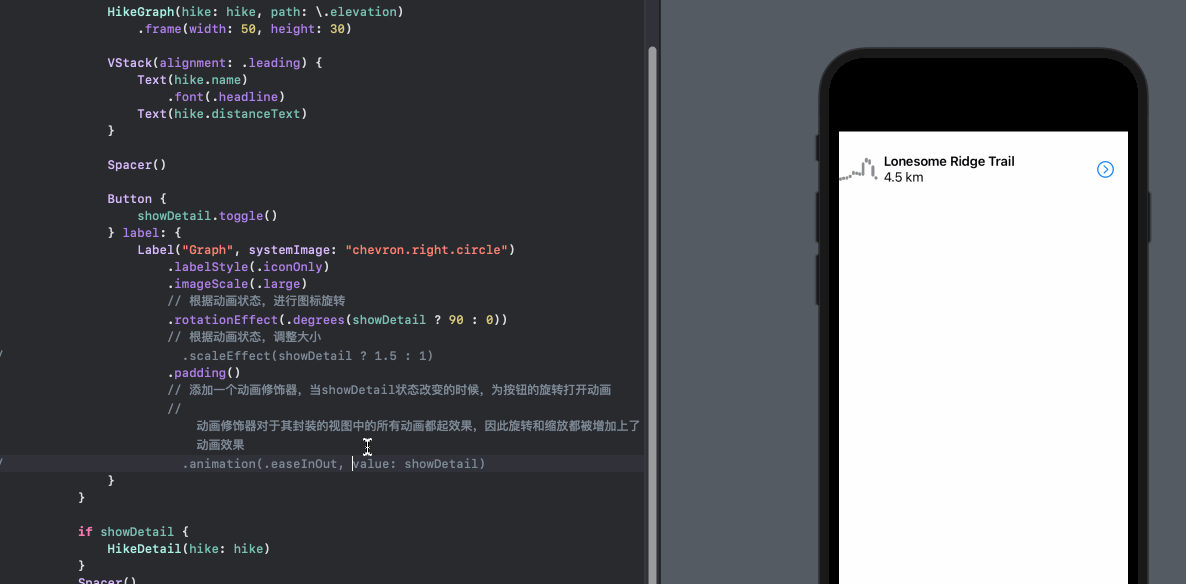 HikeGraph(hike: hike, path: \.elevation)
.frame(width: 50, height: 30)
VStack(alignment: .leading) {
Text(hike.name)
.font(.headline)
Text(hike.distanceText)
}
Spacer()
Button {
showDetail.toggle()
} label: {
Label("Graph", systemImage: "chevron.right.circle")
.labelStyle(.iconOnly)
.imageScale(.large)
// 根据动画状态，进行图标旋转
.rotationEffect(.degrees(showDetail ? 90 : 0))
// 根据动画状态，调整大小
/ .scaleEffect(showDetail ? 1.5 : 1)
.padding()
// 添加一个动画修饰器，当showDetail状态改变的时候，为按钮的旋转打开动画
//
动画修饰器对于其封装的视图中的所有动画都起效果，因此旋转和缩放都被增加上了
动画效果
/ .animation(.easeInOut, value: showDetail)
}
}
if showDetail {
HikeDetail(hike: hike)
}
Spacer()
Lonesome Ridge Trail
4.5 km